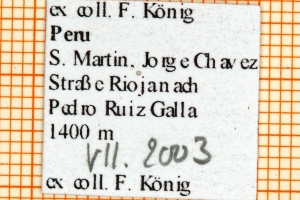 ex coll. F. König
Peru
S. Martin, Jorge Chavez
Straße Rioja nach
Pedro Ruiz Galla
1400 m
VII. 2003
ex coll. F. König